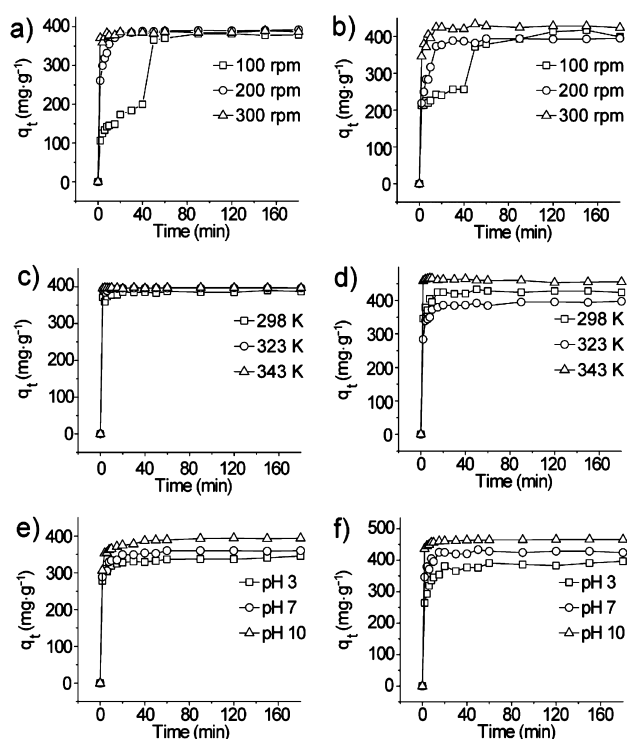 a)
qt (mg·g-1)
400
300
200
100
0
100 rpm
200 rpm
300 rpm
0 40 80 120 160
Time (min)
b)
qt (mg·g-1)
400
300
200
100
0
100 rpm
200 rpm
300 rpm
0 40 80 120 160
Time (min)
c)
qt (mg·g-1)
400
300
200
100
0
298 K
323 K
343 K
0 40 80 120 160
Time (min)
d)
qt (mg·g-1)
400
300
200
100
0
298 K
323 K
343 K
0 40 80 120 160
Time (min)
e)
qt (mg·g-1)
400
300
200
100
0
pH 3
pH 7
pH 10
0 40 80 120 160
Time (min)
f)
qt (mg·g-1)
500
400
300
200
100
0
pH 3
pH 7
pH 10
0 40 80 120 160
Time (min)